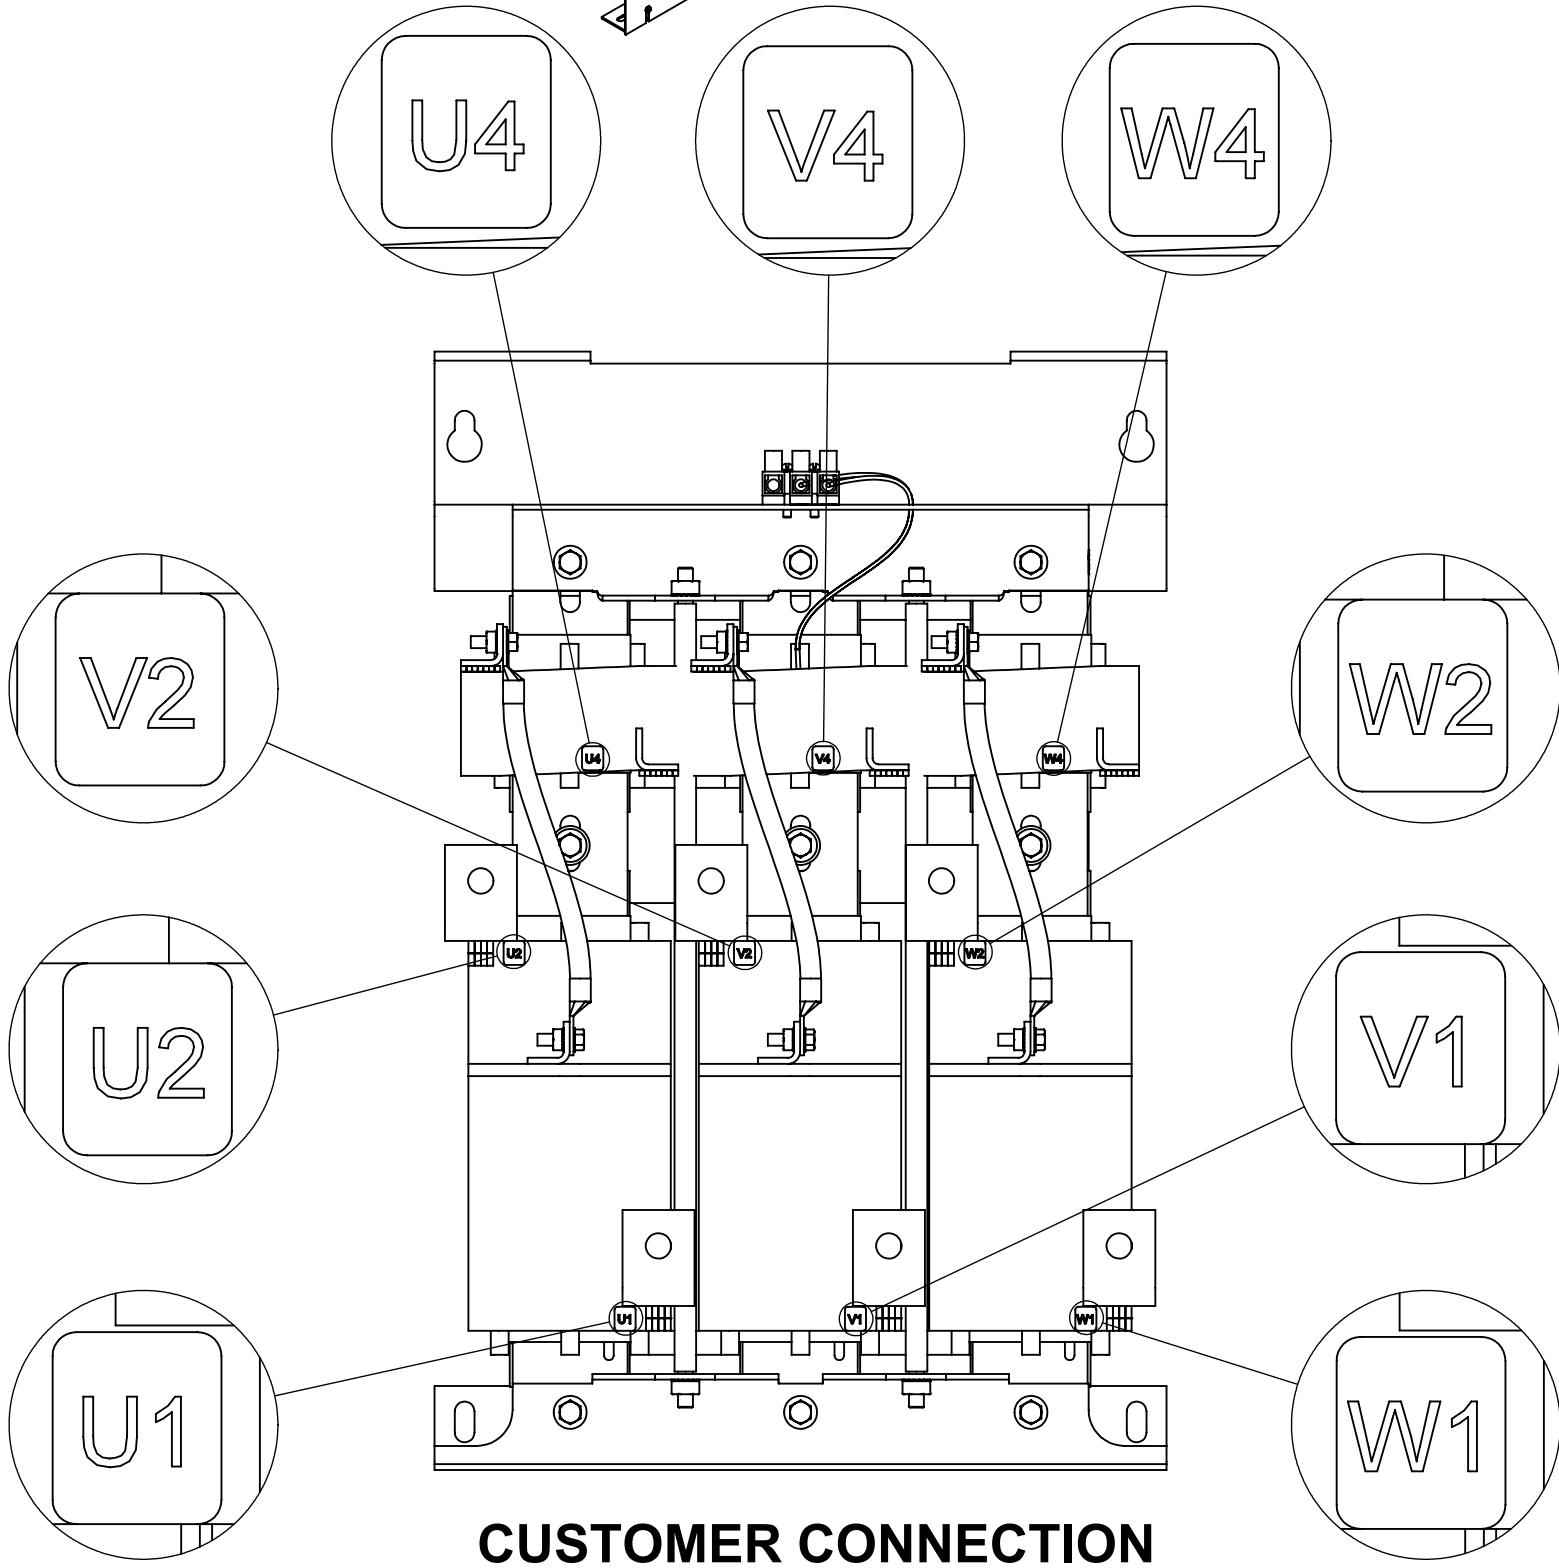 U4 V4 W4
U4 V4 W4
V2 W2
U2 V2 W2
U2 V1
U1 V1 W1
U1 W1
CUSTOMER CONNECTION